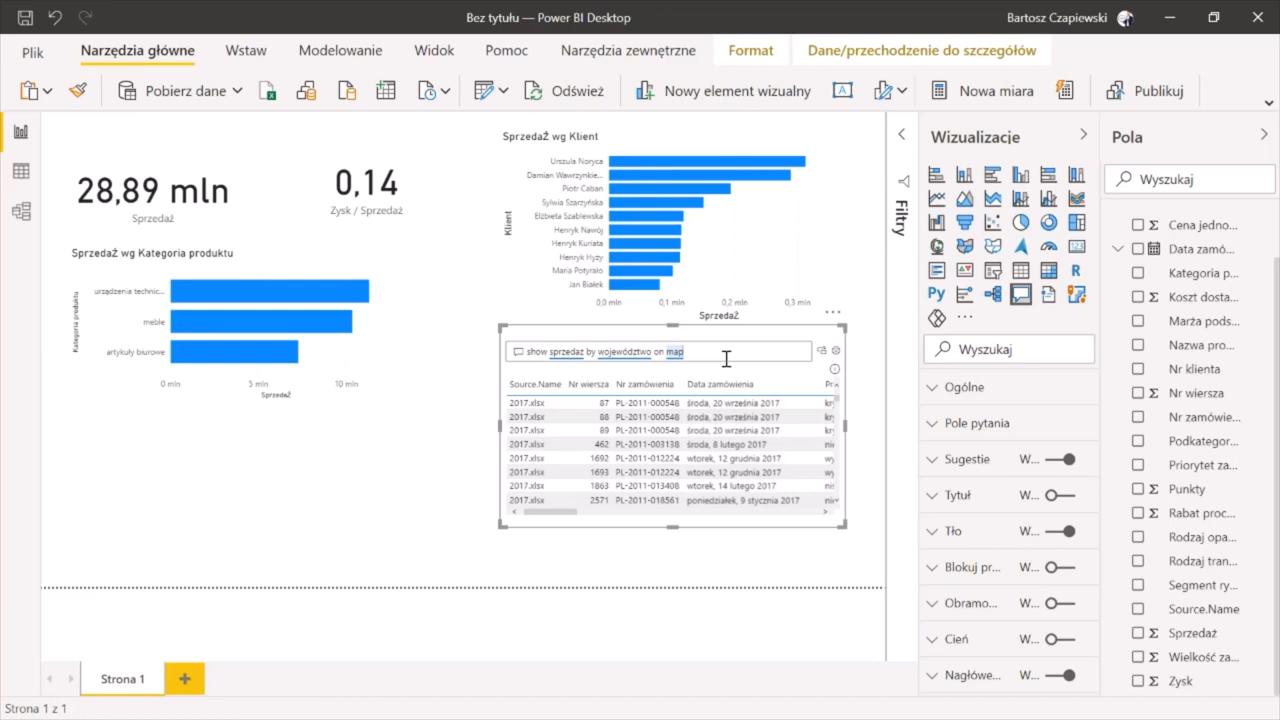 Bez tytułu — Power BI Desktop
Bartosz Czapiewski
Plik
Narzędzia główne
Wstaw
Modelowanie
Widok
Pomoc
Narzędzia zewnętrzne
Format
Dane/przechodzenie do szczegółów
Pobierz dane
Odśwież
Nowy element wizualny
Nowa miara
Publikuj
28,89 mln
Sprzedaż
0,14
Zysk / Sprzedaż
SprzedaŻ wg Kategoria produktu
Kategoria produktu
urządzenia technic...
meble
artykuły biurowe
0 mln
5 mln
10 mln
SprzedaŻ
SprzedaŻ wg Klient
Klient
Urszula Noryca
Damian Wawrzynkie...
Piotr Caban
Sylwia Szarzyńska
Elżbieta Szablewska
Henryk Nawój
Henryk Kuriata
Henryk Hyży
Maria Potyrało
Jan Białek
0,0 mln
0,1 mln
0,2 mln
0,3 mln
SprzedaŻ
show sprzedaż by województwo on map
Source.Name Nr wiersza Nr zamówienia Data zamówienia
2017.xlsx 87 PL-2011-000548 środa, 20 września 2017
2017.xlsx 88 PL-2011-000548 środa, 20 września 2017
2017.xlsx 89 PL-2011-000548 środa, 20 września 2017
2017.xlsx 462 PL-2011-003138 środa, 8 lutego 2017
2017.xlsx 1692 PL-2011-012224 wtorek, 12 grudnia 2017
2017.xlsx 1693 PL-2011-012224 wtorek, 12 grudnia 2017
2017.xlsx 1863 PL-2011-013408 wtorek, 14 lutego 2017
2017.xlsx 2571 PL-2011-018561 poniedziałek, 9 stycznia 2017
Filtry
Wizualizacje
R
Py
Wyszukaj
Ogólne
Pole pytania
Sugestie W...
Tytuł W...
Tło W...
Blokuj pr... W...
Obramo... W...
Cień W...
Nagłówe... W...
Pola
Wyszukaj
Cena jedno...
Data zamó...
Kategoria p...
Koszt dosta...
Marża pods...
Nazwa pro...
Nr klienta
Nr wiersza
Nr zamówie...
Podkategor...
Priorytet za...
Punkty
Rabat proc...
Rodzaj opa...
Rodzaj tran...
Segment ry...
Source.Name
Sprzedaż
Wielkość za...
Zysk
Strona 1
Strona 1 z 1